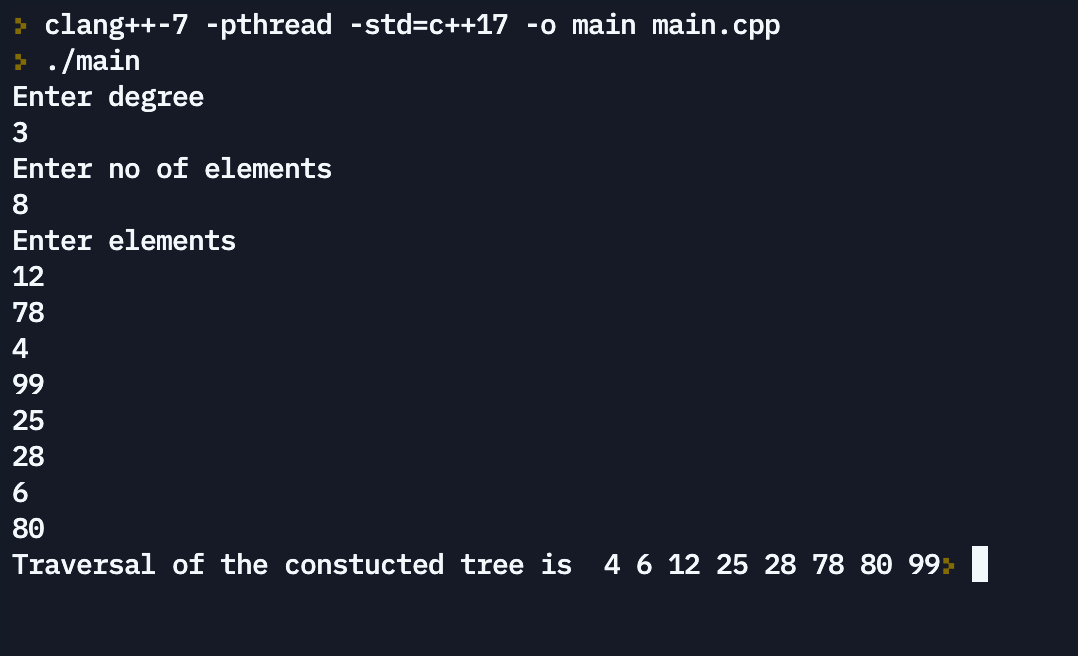 clang++-7 -pthread -std=c++17 -o main main.cpp
./main
Enter degree
3
Enter no of elements
8
Enter elements
12
78
4
99
25
28
6
80
Traversal of the constucted tree is  4 6 12 25 28 78 80 99